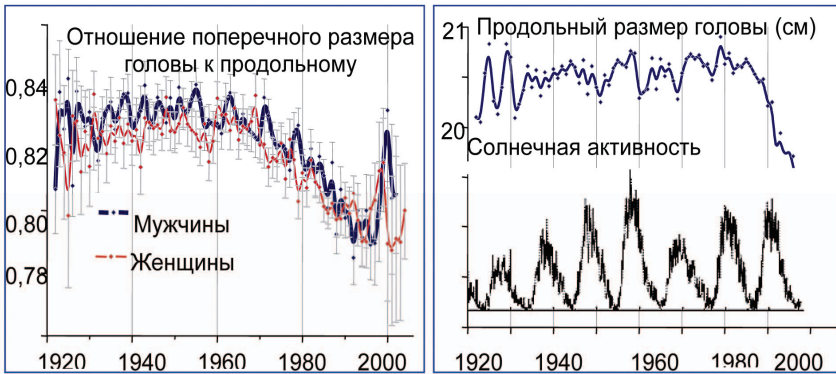 Отношение поперечного размера
головы к продольному
0,84
0,82
0,80
0,78
Мужчины
Женщины
1920 1940 1960 1980 2000
21
Продольный размер головы (см)
20
Солнечная активность
1920 1940 1960 1980 2000